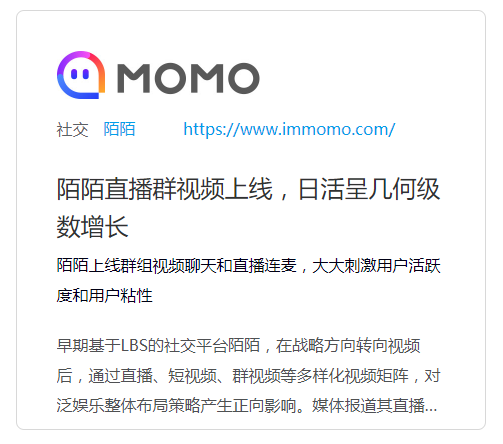 MOMO
社交 陌陌 https://www.immomo.com/
陌陌直播群视频上线，日活呈几何级
数增长
陌陌上线群组视频聊天和直播连麦，大大刺激用户活跃
度和用户粘性
早期基于LBS的社交平台陌陌，在战略方向转向视频
后，通过直播、短视频、群视频等多样化视频矩阵，对
泛娱乐整体布局策略产生正向影响。媒体报道其直播...